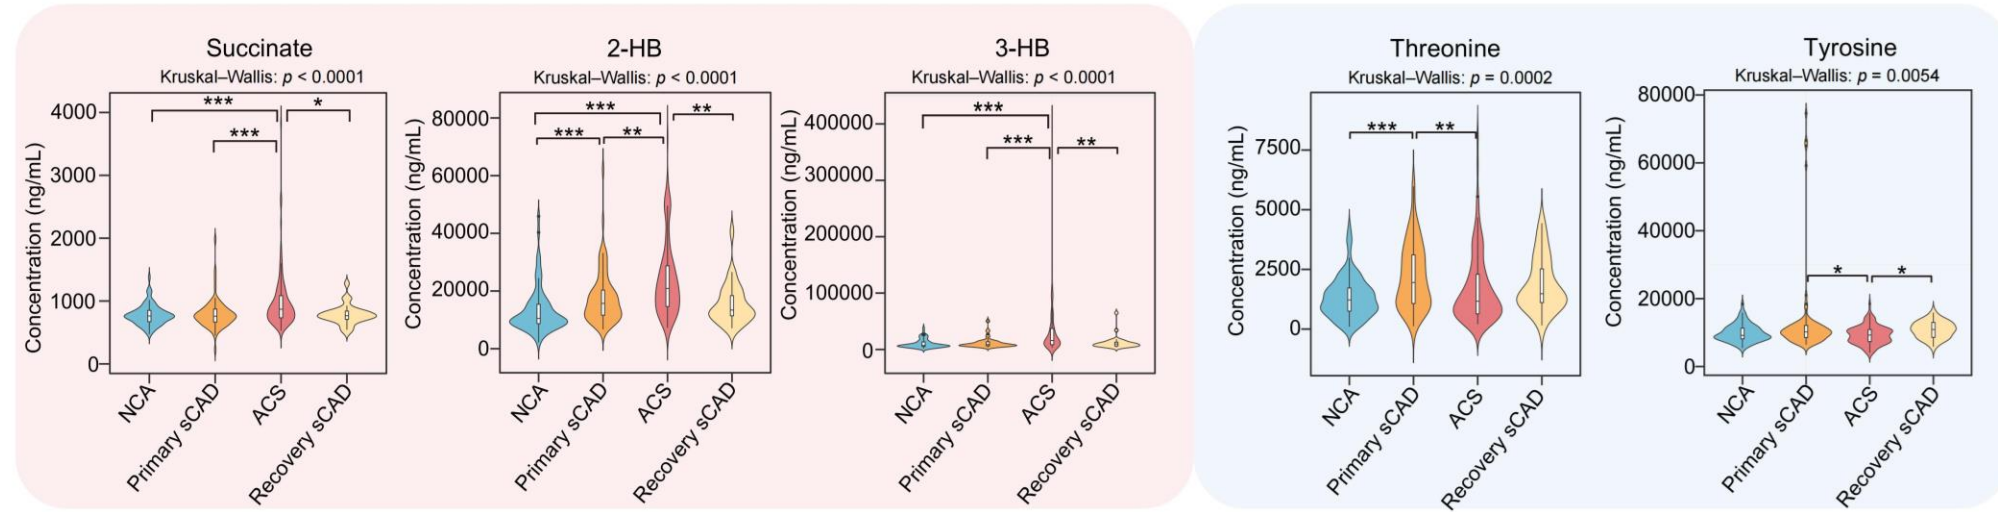 Succinate
Kruskal–Wallis: p < 0.0001
Concentration (ng/mL)
4000
3000
2000
1000
0
***
*
***
NCA
Primary sCAD
ACS
Recovery sCAD
2-HB
Kruskal–Wallis: p < 0.0001
Concentration (ng/mL)
80000
60000
40000
20000
0
***
**
***
**
NCA
Primary sCAD
ACS
Recovery sCAD
3-HB
Kruskal–Wallis: p < 0.0001
Concentration (ng/mL)
400000
300000
200000
100000
0
***
***
**
NCA
Primary sCAD
ACS
Recovery sCAD
Threonine
Kruskal–Wallis: p = 0.0002
Concentration (ng/mL)
7500
5000
2500
0
***
**
NCA
Primary sCAD
ACS
Recovery sCAD
Tyrosine
Kruskal–Wallis: p = 0.0054
Concentration (ng/mL)
80000
60000
40000
20000
0
*
*
NCA
Primary sCAD
ACS
Recovery sCAD